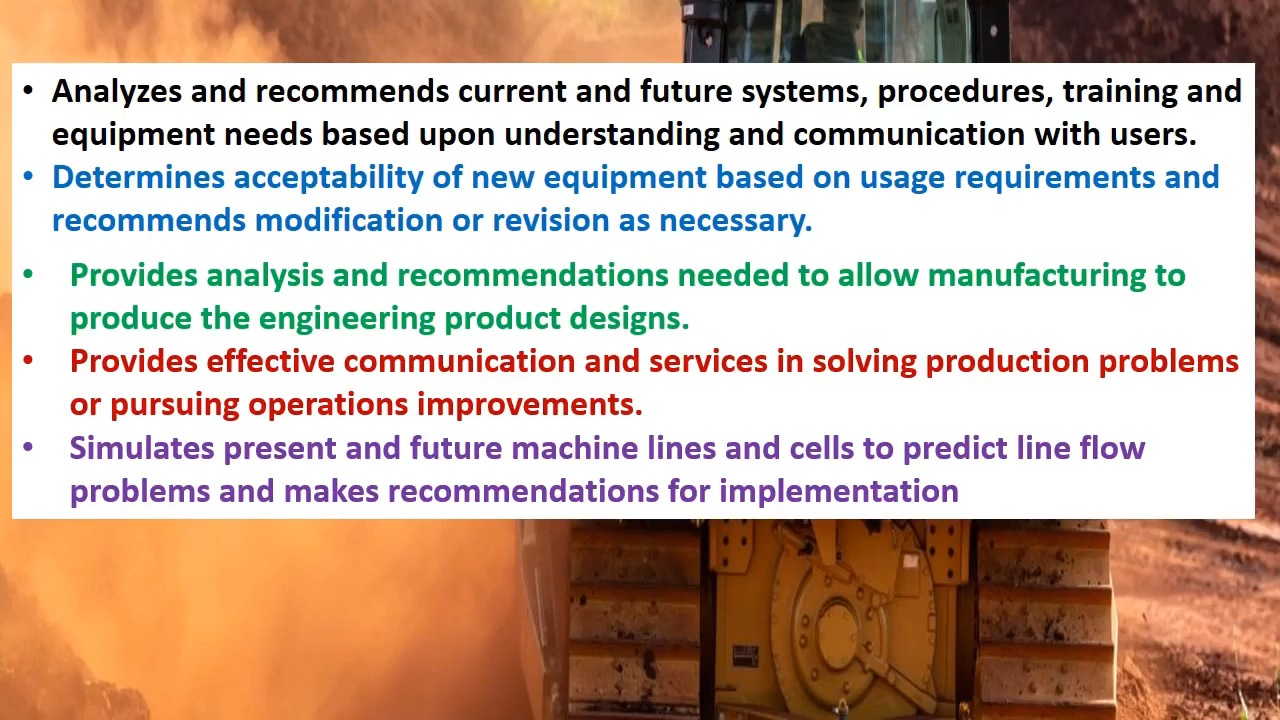 • Analyzes and recommends current and future systems, procedures, training and
equipment needs based upon understanding and communication with users.
• Determines acceptability of new equipment based on usage requirements and
recommends modification or revision as necessary.
• Provides analysis and recommendations needed to allow manufacturing to
produce the engineering product designs.
• Provides effective communication and services in solving production problems
or pursuing operations improvements.
• Simulates present and future machine lines and cells to predict line flow
problems and makes recommendations for implementation